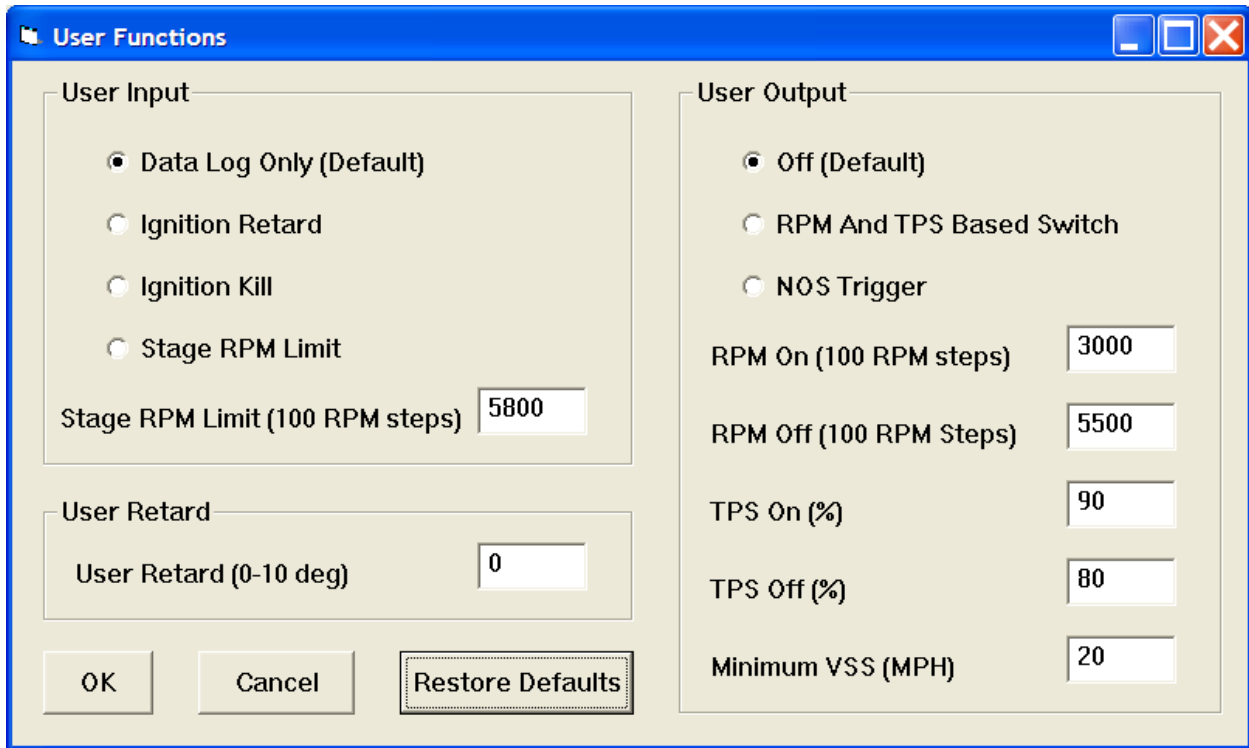 User Functions
User Input
Data Log Only (Default)
Ignition Retard
Ignition Kill
Stage RPM Limit
Stage RPM Limit (100 RPM steps) 5800
User Retard
User Retard (0-10 deg) 0
OK Cancel Restore Defaults
User Output
Off (Default)
RPM And TPS Based Switch
NOS Trigger
RPM On (100 RPM steps) 3000
RPM Off (100 RPM Steps) 5500
TPS On (%) 90
TPS Off (%) 80
Minimum VSS (MPH) 20